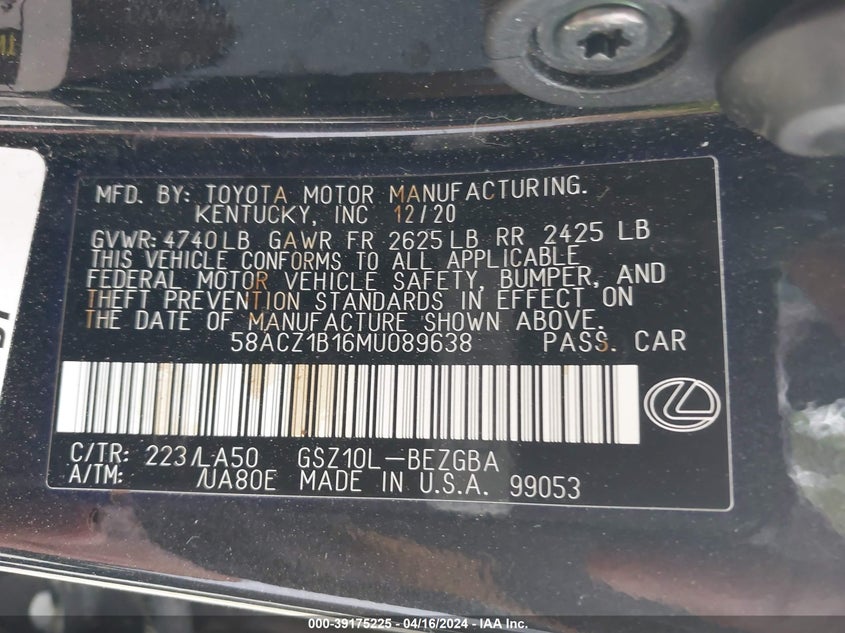 MFD. BY: TOYOTA MOTOR MANUFACTURING.
KENTUCKY, INC 12/20
GVWR: 4740LB GAWR FR 2625LB RR 2425 LB
THIS VEHICLE CONFORMS TO ALL APPLICABLE
FEDERAL MOTOR VEHICLE SAFETY, BUMPER, AND
THEFT PREVENTION STANDARDS IN EFFECT ON
THE DATE OF MANUFACTURE SHOWN ABOVE.
58ACZ1B16MU089638 PASS. CAR
C/TR: 223/LA50 GSZ10L-BEZGBA
A/TM: /UA80E MADE IN U.S.A. 99053
000-39175225 - 04/16/2024 - IAA Inc.